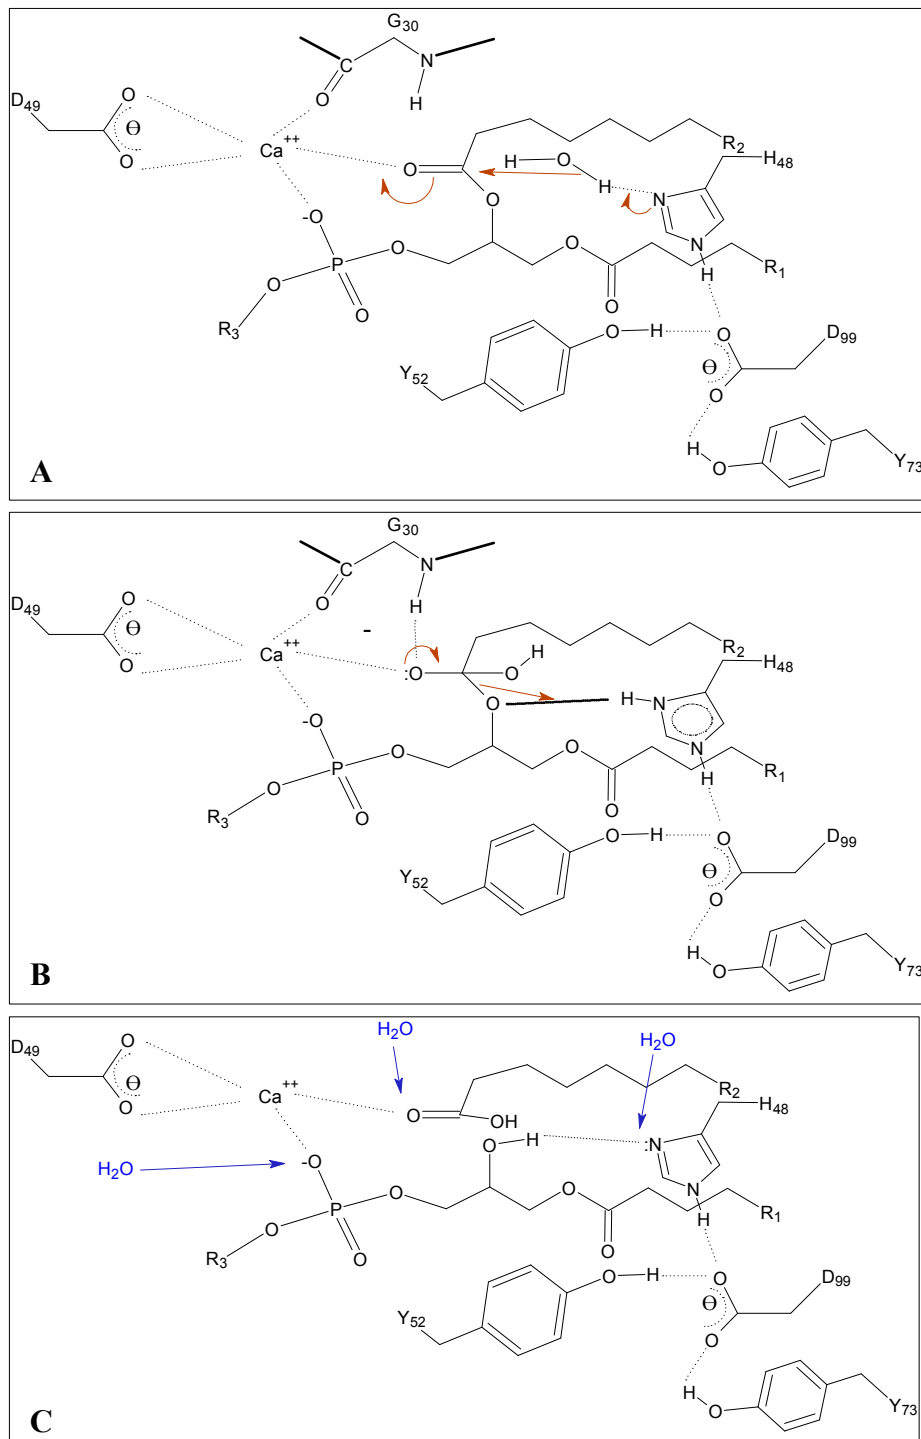 G30
D49 O C N
O H
O Ca++
H O H R2
O H N H48
-O O
O N
P O H R1
O O O
R3 O H O D99
Y52 O
H O
A Y73
G30
D49 O C N
O H
O - H R2
Ca++ :O O H48
O H N
-O
O O N
P H R1
O O O
R3 O H O D99
Y52 O
H O
B Y73
H2O H2O
D49 O
O Ca++ R2
O OH H48
O H :N
H2O -O
O O N
P H R1
O O O
R3 O H O D99
Y52 O
H O
C Y73